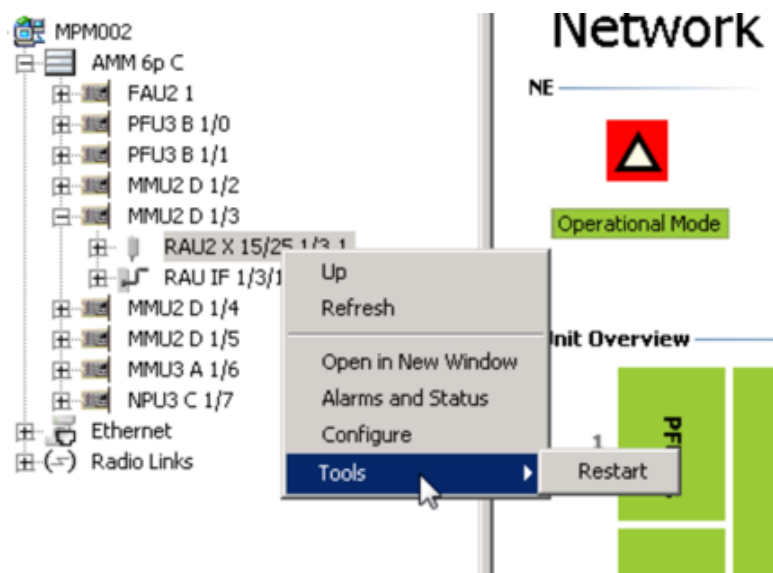 MPM002
AMM 6p C
FAU2 1
PFU3 B 1/0
PFU3 B 1/1
MMU2 D 1/2
MMU2 D 1/3
RAU2 X 15/25 1/3 1
RAU IF 1/3/1
MMU2 D 1/4
MMU2 D 1/5
MMU3 A 1/6
NPU3 C 1/7
Ethernet
Radio Links
Up
Refresh
Open in New Window
Alarms and Status
Configure
Tools
Restart
Network
NE
Operational Mode
nit Overview
1
PF